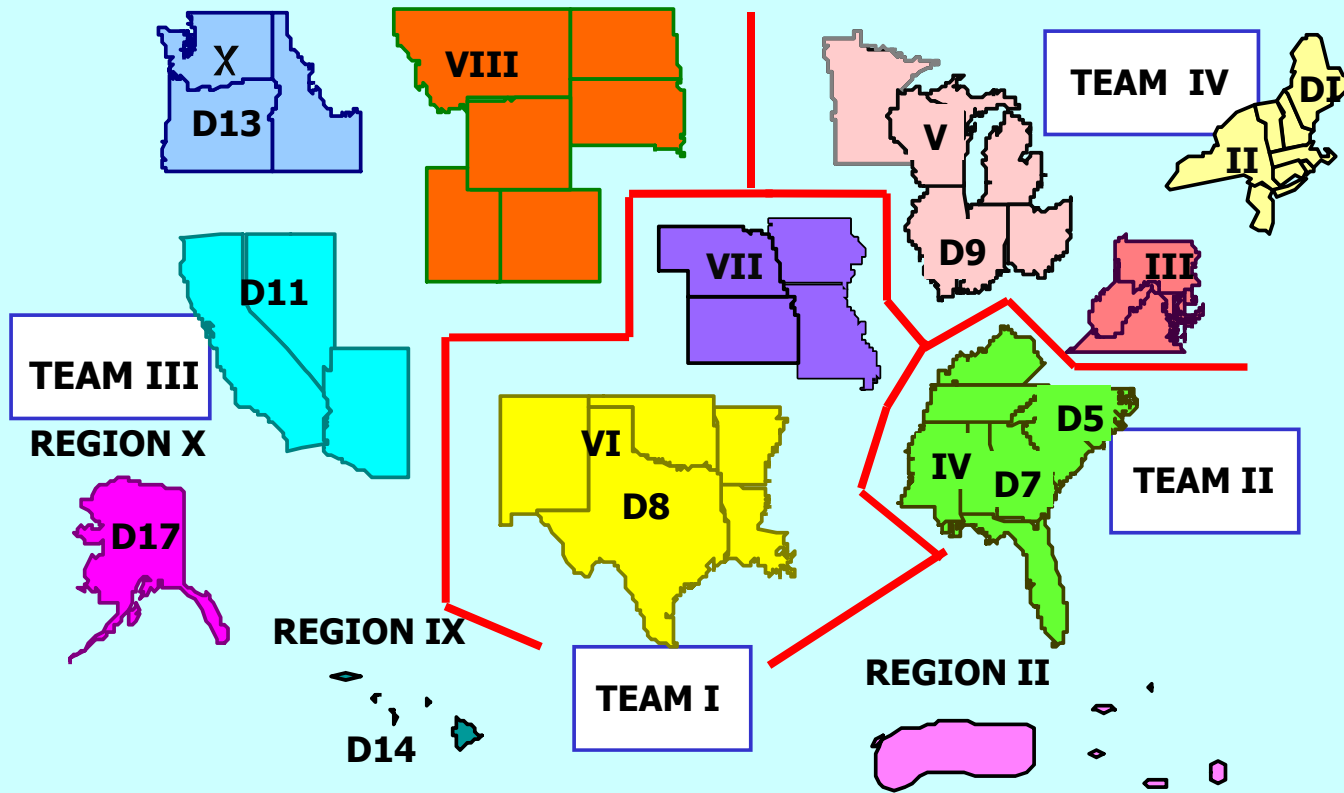 X
D13
VIII
V
D9
TEAM IV
DI
II
III
D11
VII
TEAM III
REGION X
D17
VI
D8
D5
IV
D7
TEAM II
REGION IX
D14
TEAM I
REGION II